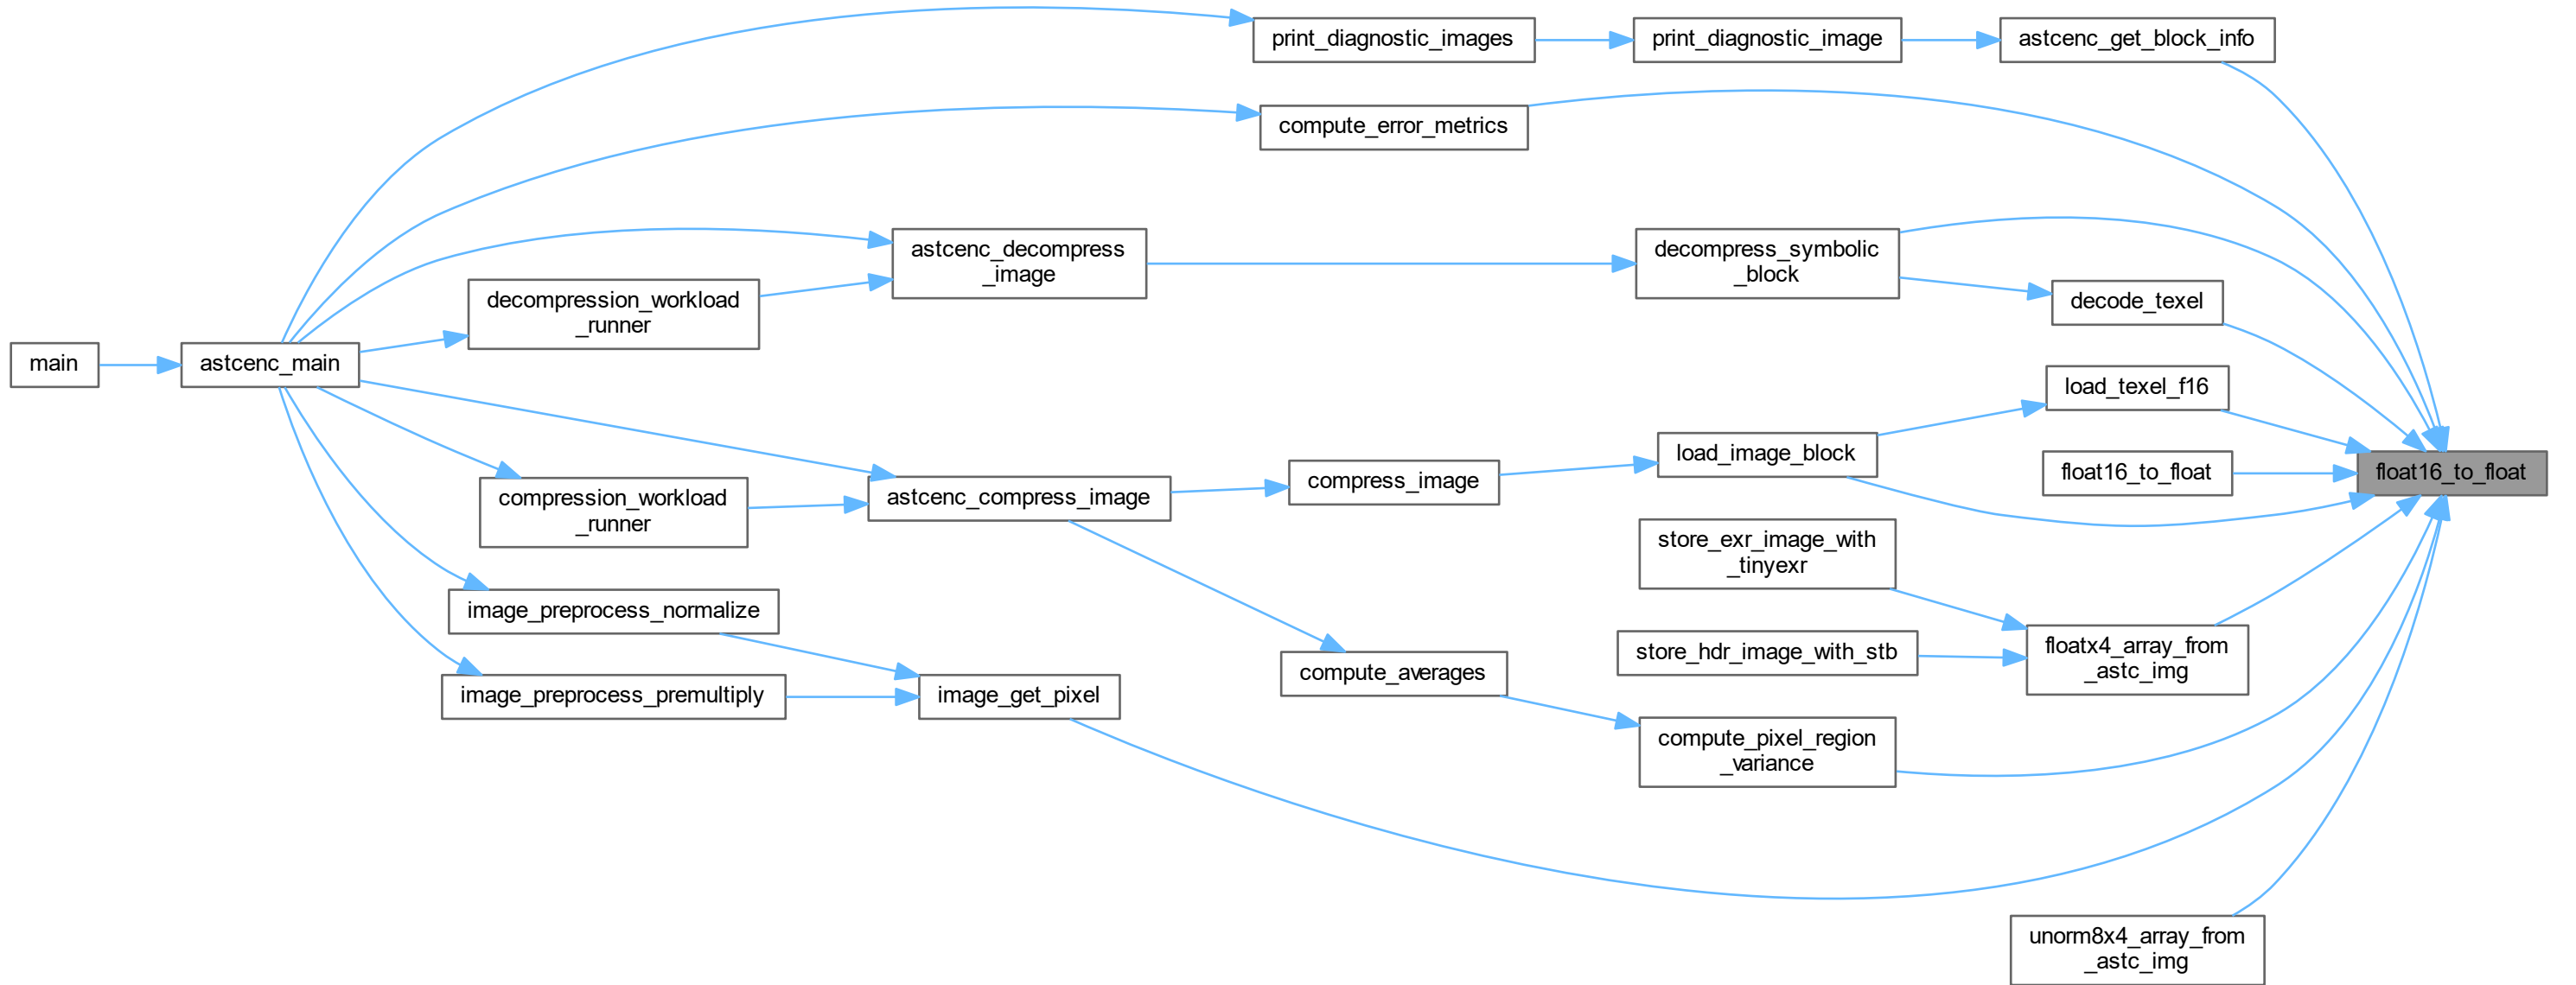 print_diagnostic_images
print_diagnostic_image
astcenc_get_block_info
compute_error_metrics
astcenc_decompress
_image
decompress_symbolic
_block
decompression_workload
_runner
decode_texel
main
astcenc_main
load_texel_f16
load_image_block
float16_to_float
float16_to_float
compress_image
astcenc_compress_image
compression_workload
_runner
store_exr_image_with
_tinyexr
image_preprocess_normalize
store_hdr_image_with_stb
floatx4_array_from
_astc_img
compute_averages
image_preprocess_premultiply
image_get_pixel
compute_pixel_region
_variance
unorm8x4_array_from
_astc_img